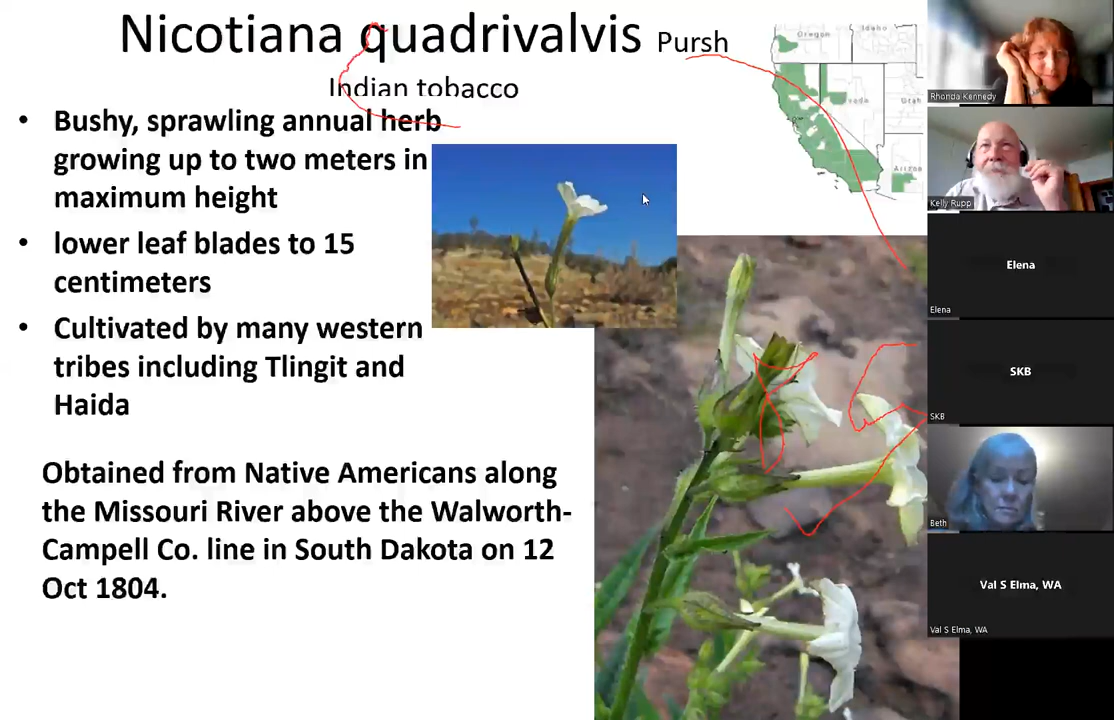 Nicotiana quadrivalvis Pursh
Indian tobacco
• Bushy, sprawling annual herb
growing up to two meters in
maximum height
• lower leaf blades to 15
centimeters
• Cultivated by many western
tribes including Tlingit and
Haida
Obtained from Native Americans along
the Missouri River above the Walworth-
Campell Co. line in South Dakota on 12
Oct 1804.
Oregon
Idaho
Utah
Rhonda Kennedy
Kelly Rupp
Elena
Elena
SKB
SKB
Beth
Val S Elma, WA
Val S Elma, WA